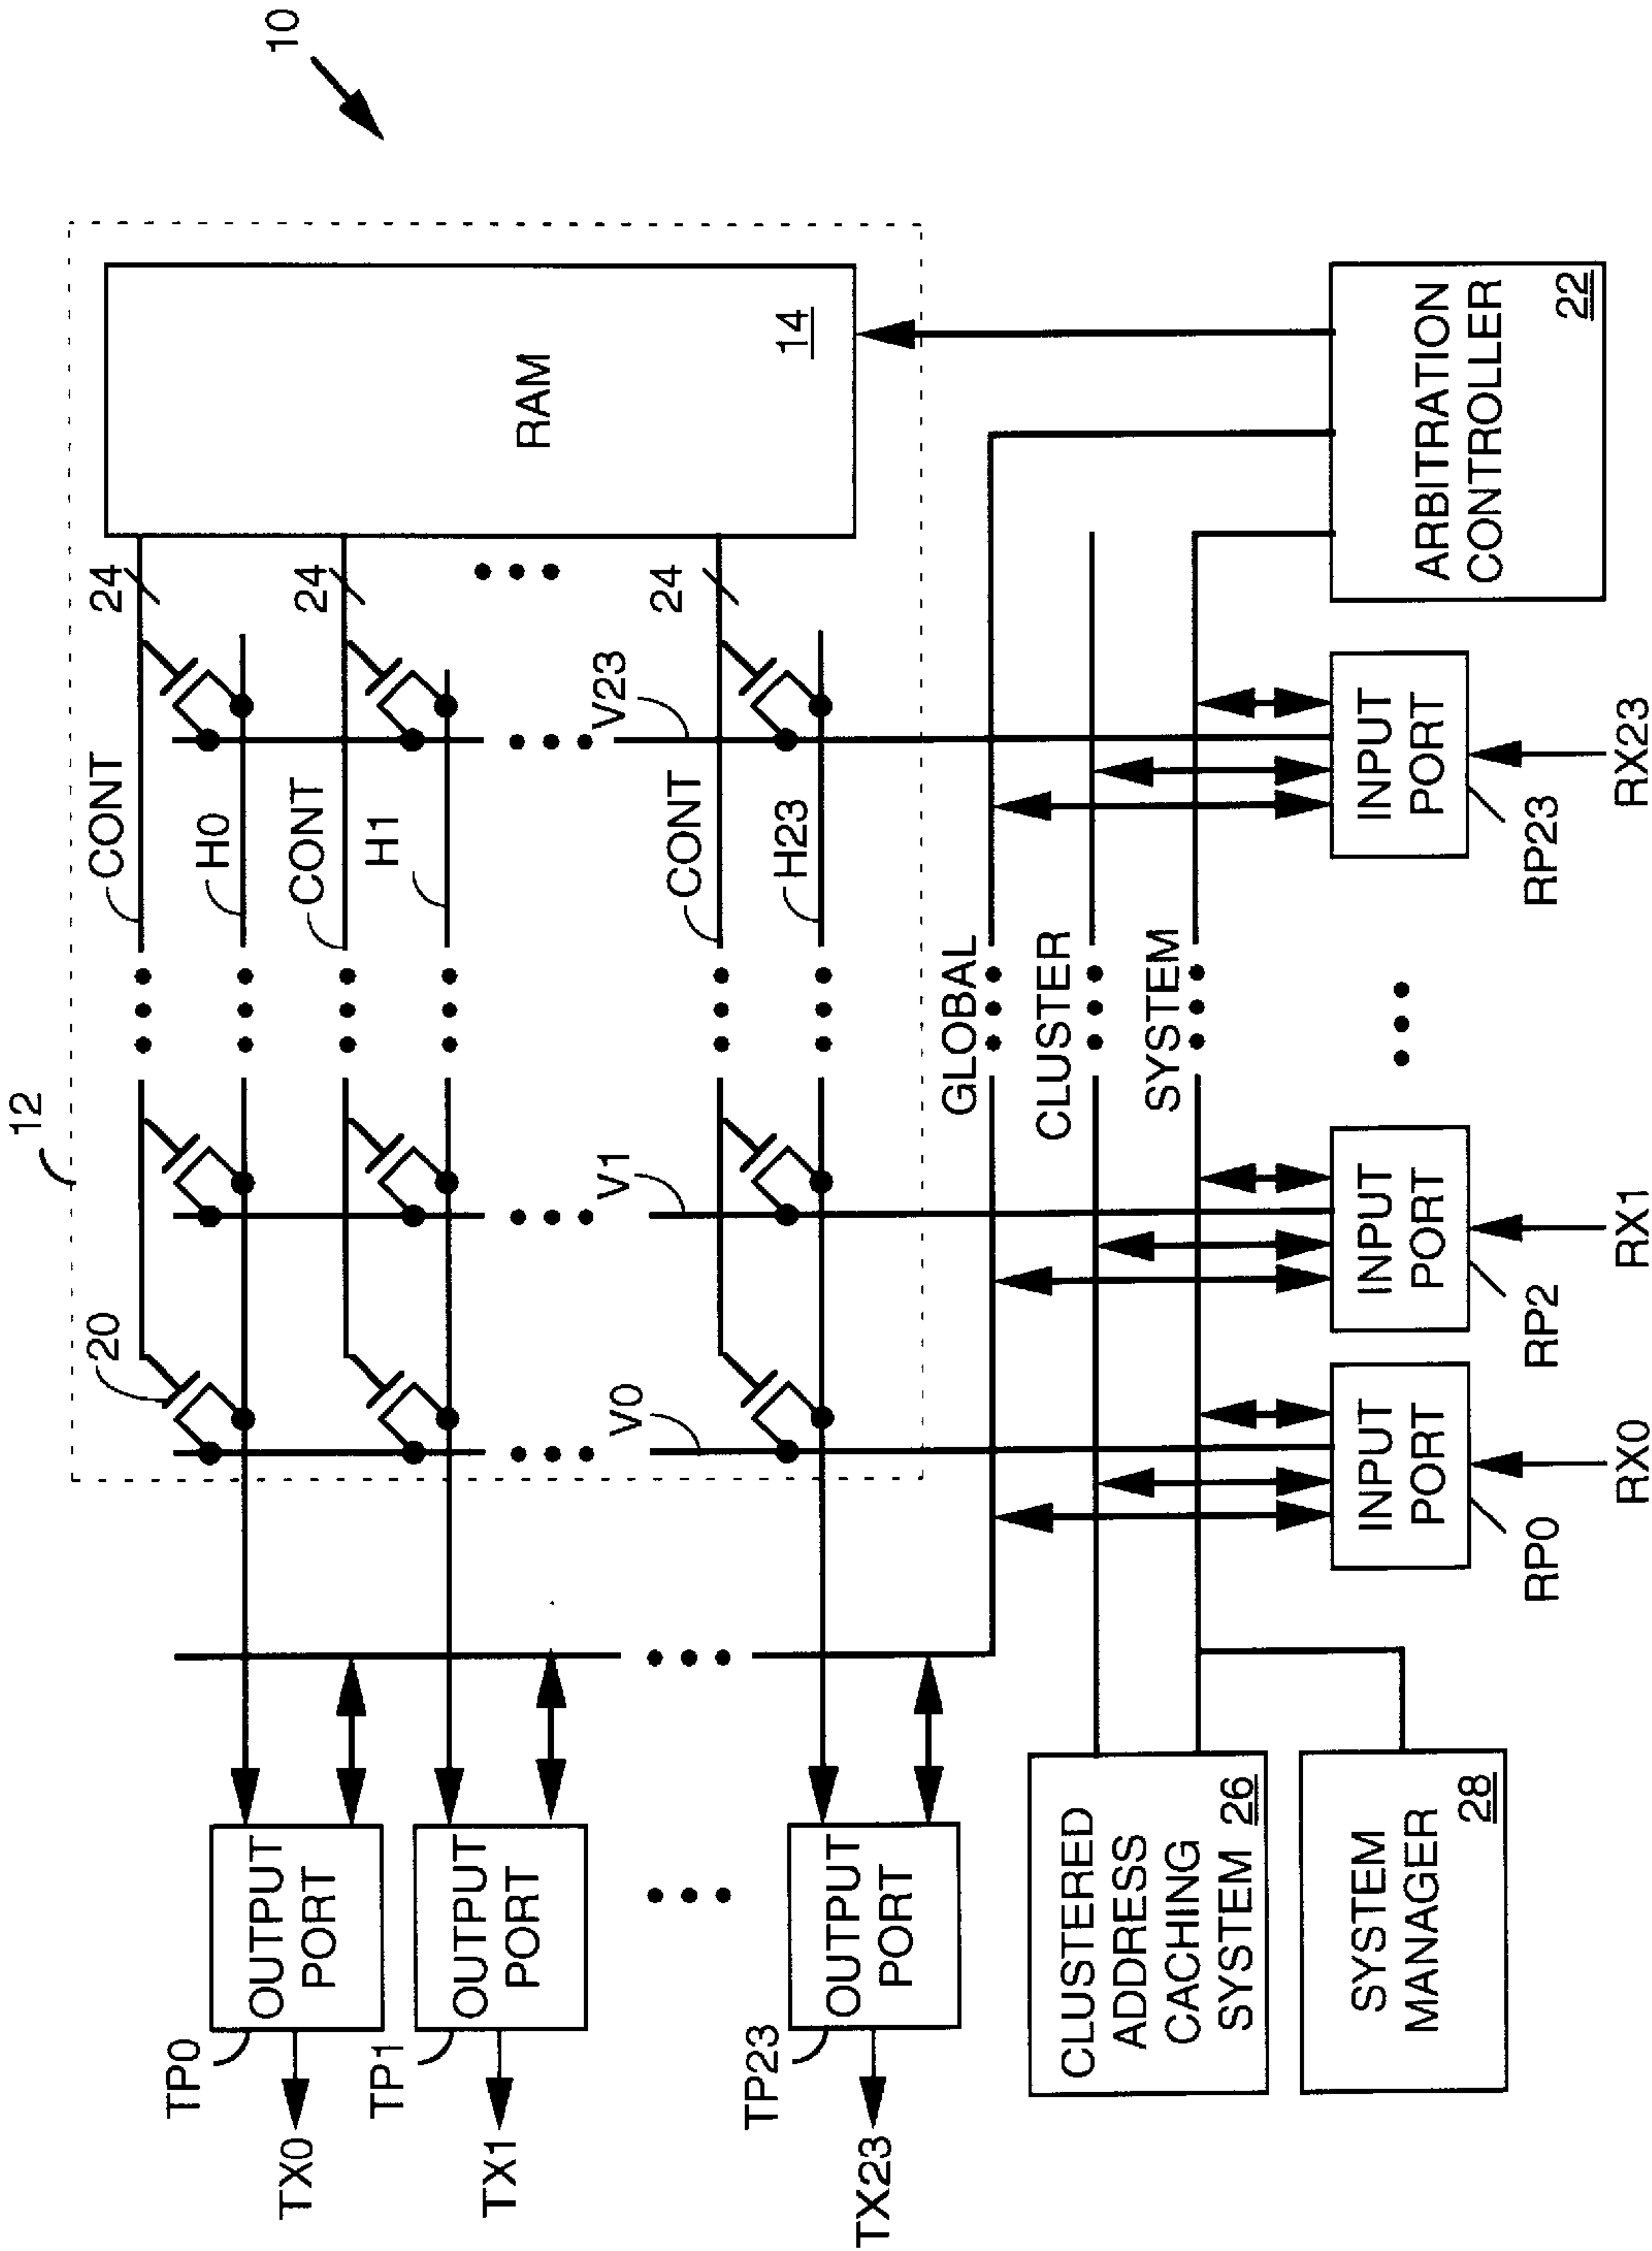 10
12
TP0
OUTPUT
PORT
TX0
TP1
OUTPUT
PORT
TX1
TP23
OUTPUT
PORT
TX23
20
CONT
24
H0
CONT
24
H1
V0
V1
V23
CONT
24
H23
RAM
14
GLOBAL
CLUSTER
SYSTEM
CLUSTERED
ADDRESS
CACHING
SYSTEM 26
SYSTEM
MANAGER
28
INPUT
PORT
RP0
RX0
INPUT
PORT
RP2
RX1
INPUT
PORT
RP23
RX23
ARBITRATION
CONTROLLER
22